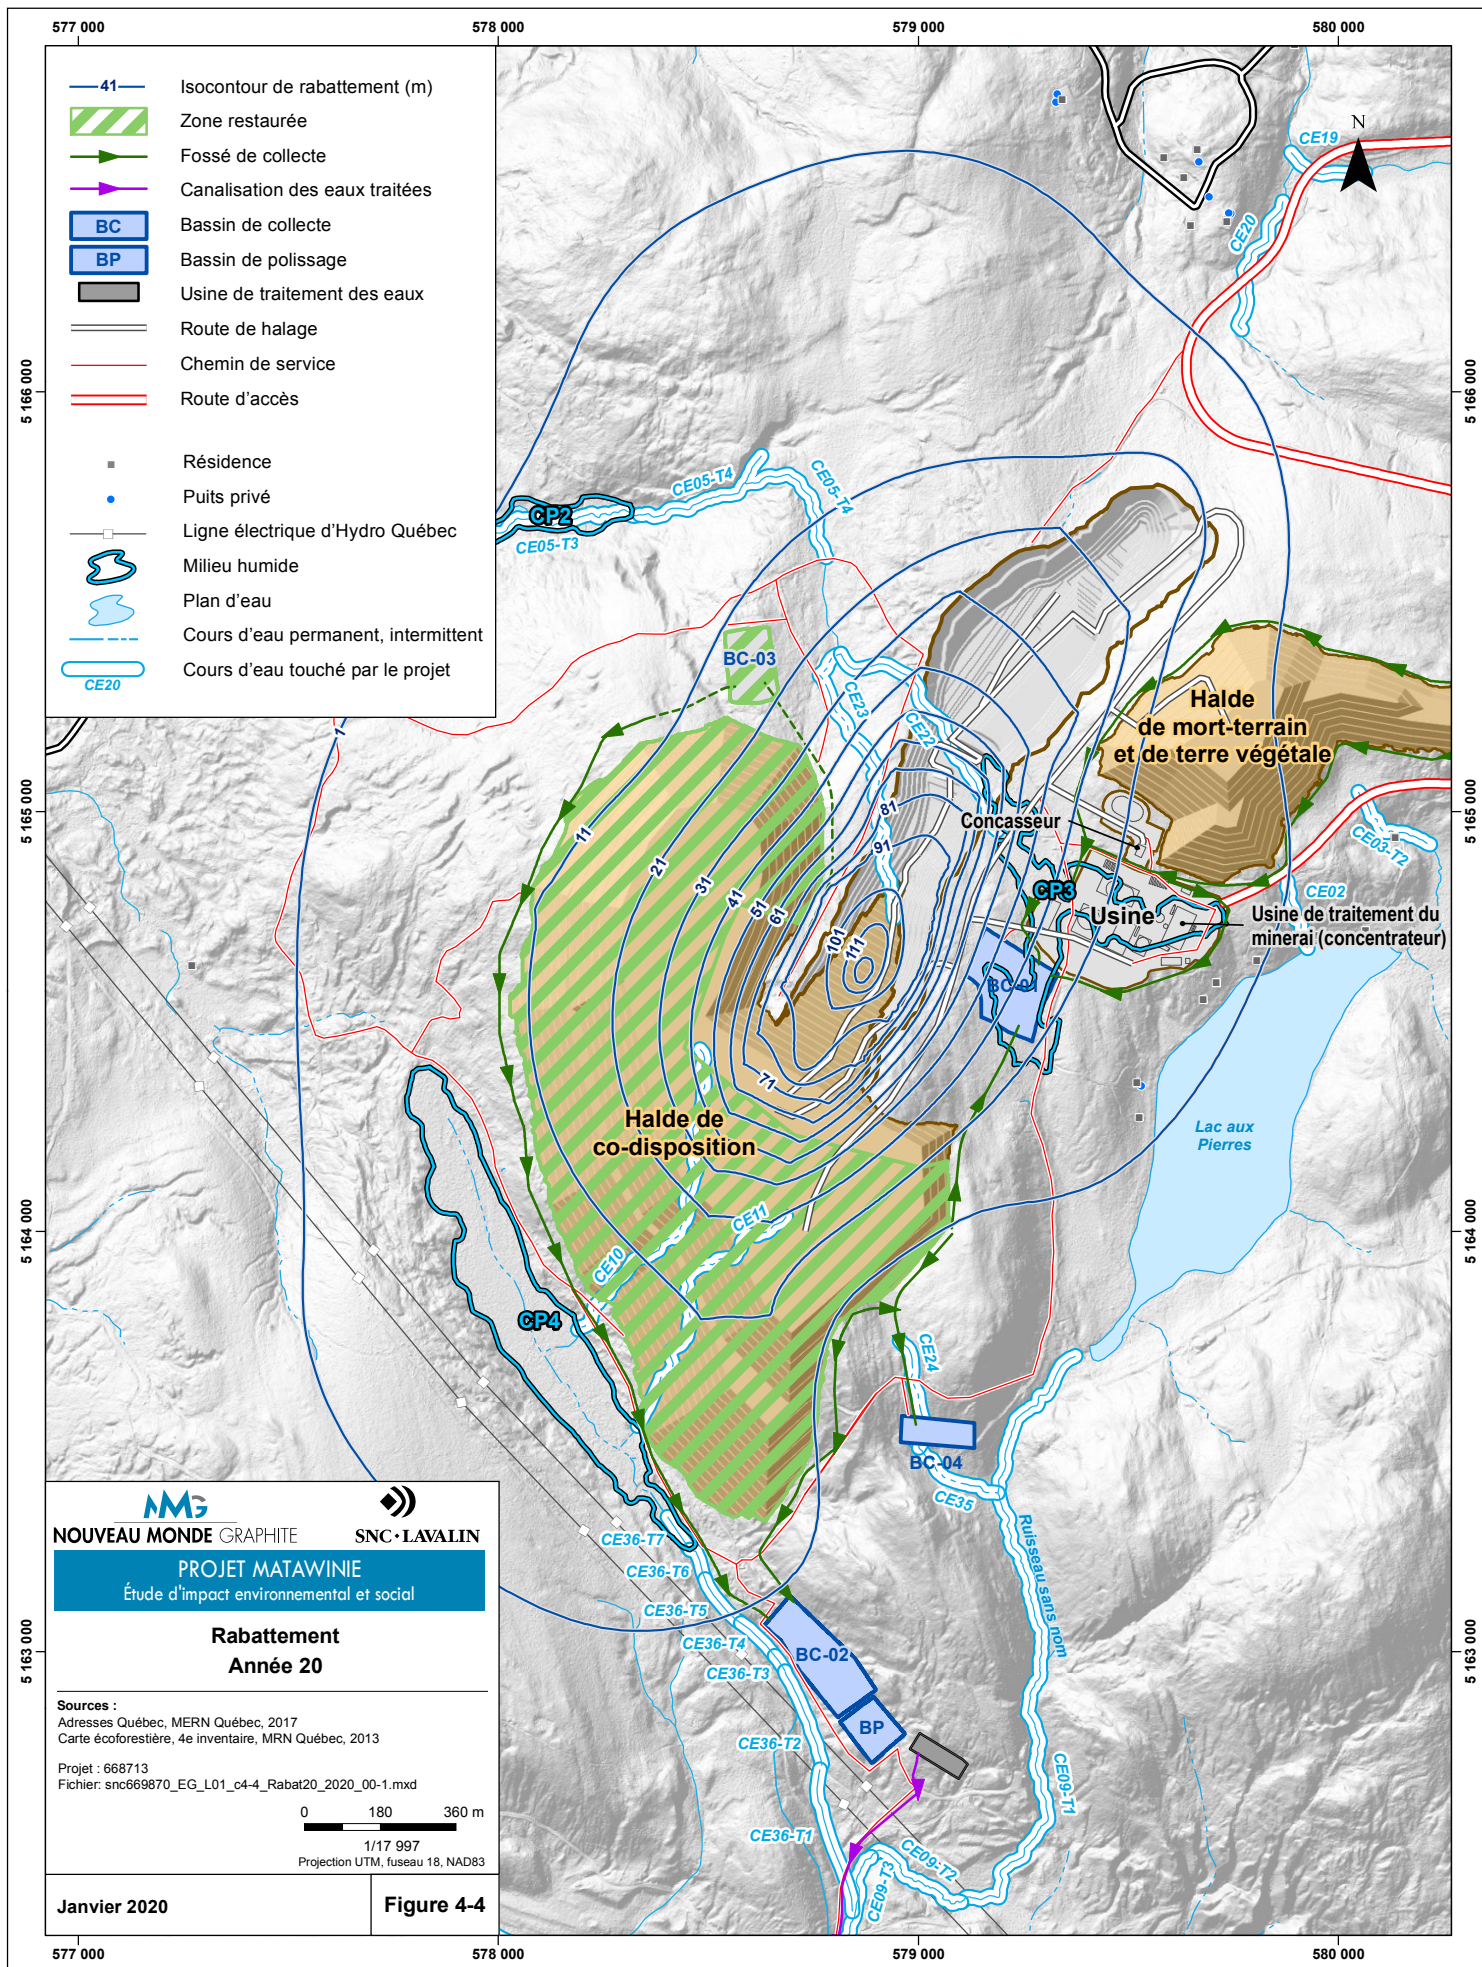 577 000
578 000
579 000
580 000
41
Isocontour de rabattement (m)
Zone restaurée
Fossé de collecte
Canalisation des eaux traitées
BC
Bassin de collecte
BP
Bassin de polissage
Usine de traitement des eaux
Route de halage
Chemin de service
Route d'accès
Résidence
Puits privé
Ligne électrique d'Hydro Québec
Milieu humide
Plan d'eau
Cours d'eau permanent, intermittent
Cours d'eau touché par le projet
CE20
N
CE19
CE20
5 166 000
5 166 000
CE05-T4
CE05-T4
CP2
CE05-T3
BC-03
CE23
CE22
Halde
de mort-terrain
et de terre végétale
1
11
21
31
41
51
61
71
81
91
101
111
5 165 000
5 165 000
Concasseur
CE03-T2
CP3
CE02
Usine
Usine de traitement du
minerai (concentrateur)
BC-01
Halde de
co-disposition
Lac aux
Pierres
CE11
CE10
5 164 000
5 164 000
CP4
CE24
BC-04
CE35
Ruisseau sans nom
CE36-T7
CE36-T6
CE36-T5
CE36-T4
CE36-T3
CE36-T2
CE36-T1
BC-02
BP
CE09-T1
CE09-T2
CE09-T3
5 163 000
5 163 000
NMG
NOUVEAU MONDE GRAPHITE
SNC•LAVALIN
PROJET MATAWINIE
Étude d'impact environnemental et social
Rabattement
Année 20
Sources :
Adresses Québec, MERN Québec, 2017
Carte écoforestière, 4e inventaire, MRN Québec, 2013
Projet : 668713
Fichier: snc669870_EG_L01_c4-4_Rabat20_2020_00-1.mxd
0 180 360 m
1/17 997
Projection UTM, fuseau 18, NAD83
Janvier 2020
Figure 4-4
577 000
578 000
579 000
580 000